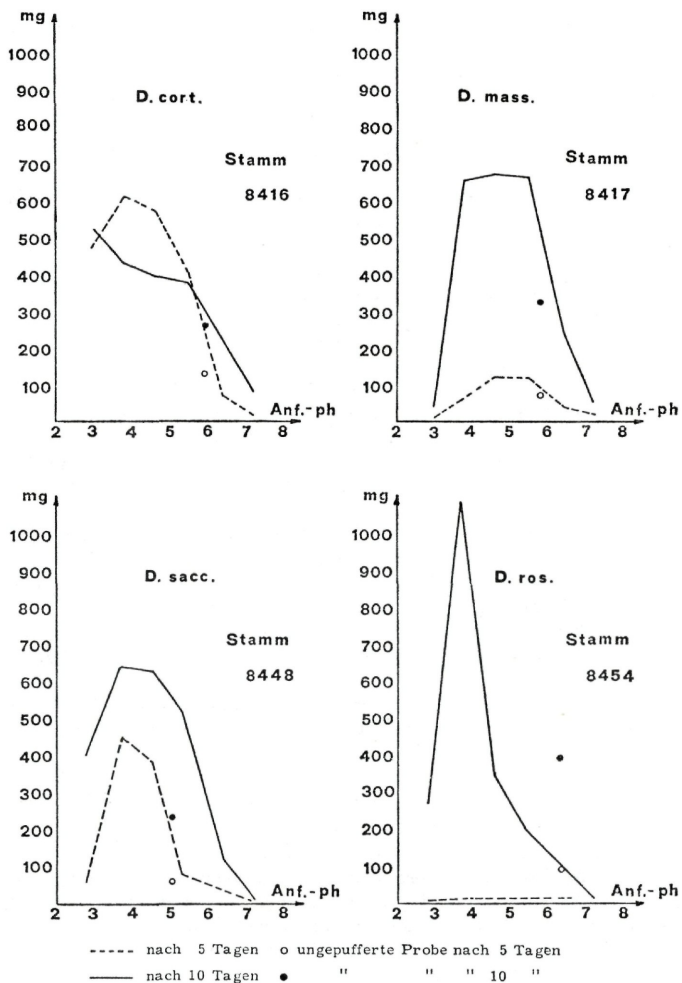 mg
1000
900
800
700
600
500
400
300
200
100
D. cort.
Stamm
8416
Anf.-ph
2 3 4 5 6 7 8
mg
1000
900
800
700
600
500
400
300
200
100
D. mass.
Stamm
8417
Anf.-ph
2 3 4 5 6 7 8
mg
1000
900
800
700
600
500
400
300
200
100
D. sacc.
Stamm
8448
Anf.-ph
2 3 4 5 6 7 8
mg
1000
900
800
700
600
500
400
300
200
100
D. ros.
Stamm
8454
Anf.-ph
2 3 4 5 6 7 8
nach 5 Tagen ungepufferte Probe nach 5 Tagen
nach 10 Tagen " " " 10 "